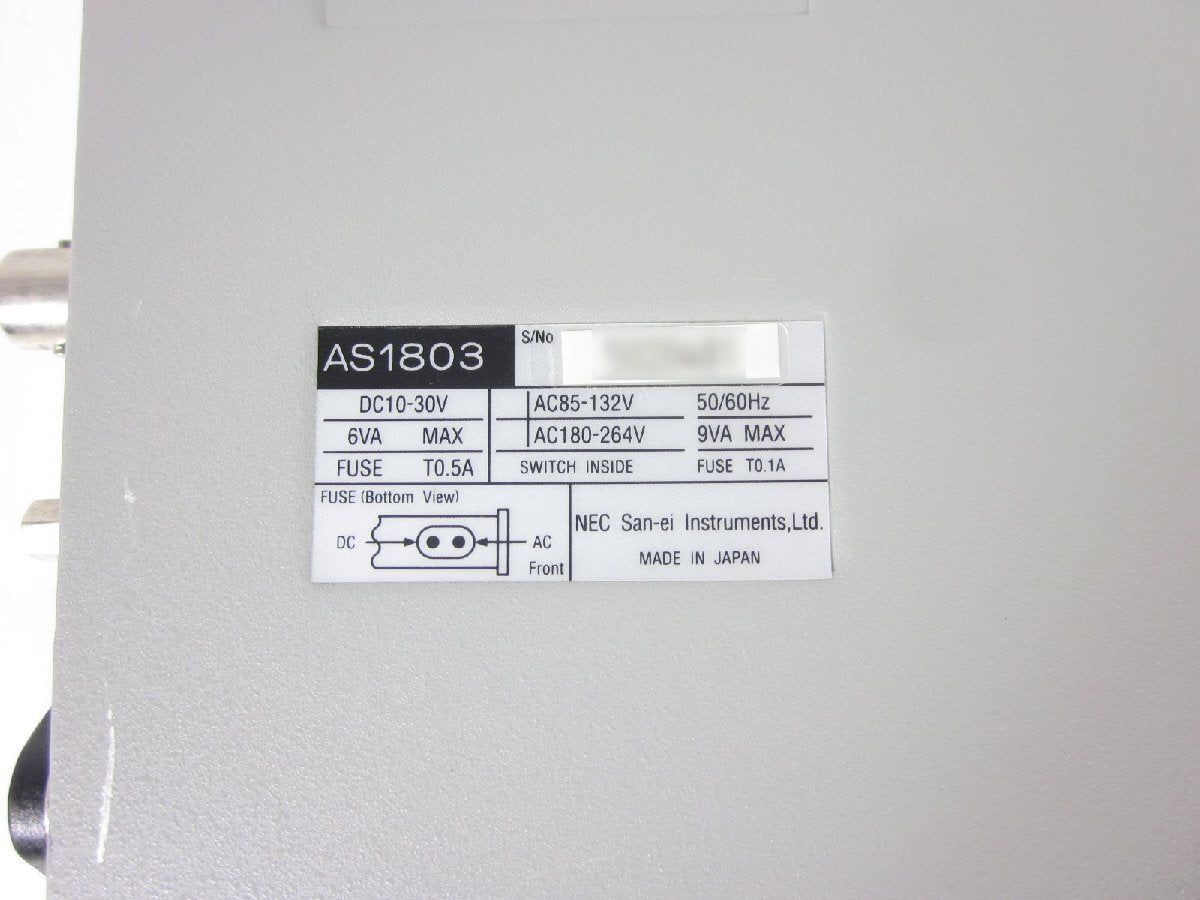 AS1803
S/No
DC10-30V
6VA MAX
FUSE T0.5A
AC85-132V 50/60Hz
AC180-264V 9VA MAX
SWITCH INSIDE FUSE T0.1A
FUSE (Bottom View)
DC
AC
Front
NEC San-ei Instruments,Ltd.
MADE IN JAPAN